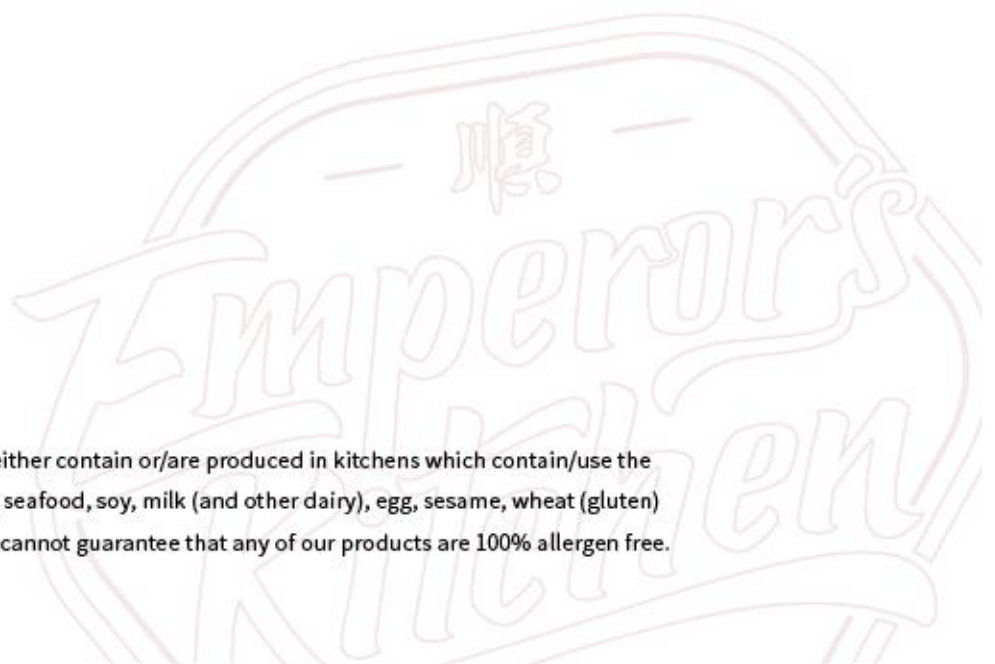 順
Emperor's
Kitchen
either contain or/are produced in kitchens which contain/use the
seafood, soy, milk (and other dairy), egg, sesame, wheat (gluten)
cannot guarantee that any of our products are 100% allergen free.